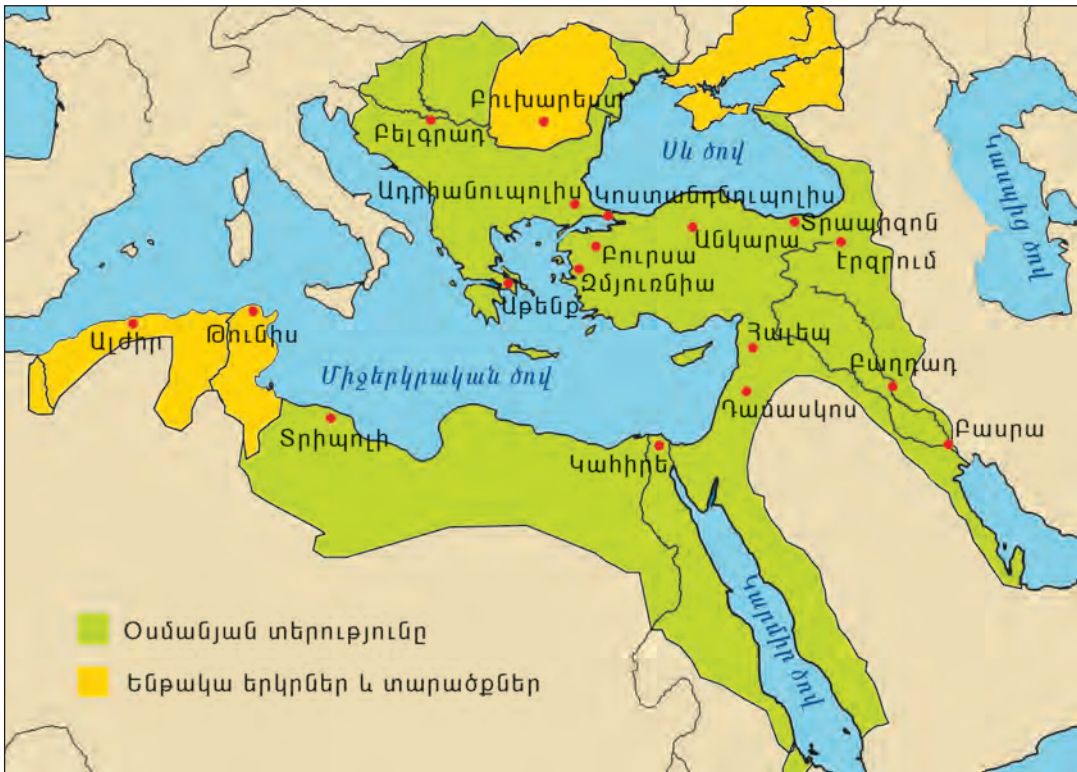 Բուխարեստ
Բելգրադ
Սև ծով
Կասպից ծով
Ադրիանուպոլիս
Կոստանդնուպոլիս
Տրապիզոն
Անկարա
Էրզրում
Բուրսա
Զմյուռնիա
Աթենք
Ալժիր
Թունիս
Հալեպ
Միջերկրական ծով
Բաղդադ
Դամասկոս
Տրիպոլի
Բասրա
Կահիրե
Կարմիր ծով
Օսմանյան տերությունը
Ենթակա երկրներ և տարածքներ